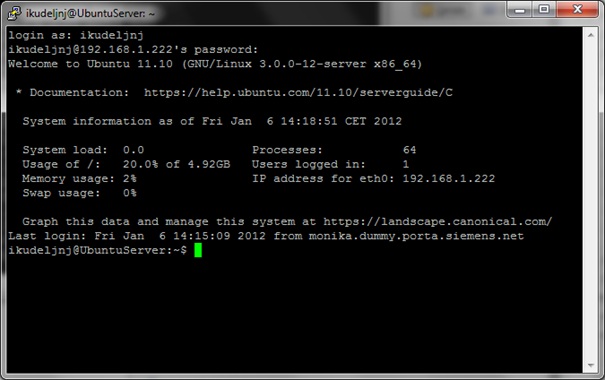 ikudeljnj@UbuntuServer: ~
login as: ikudeljnj
ikudeljnj@192.168.1.222's password:
Welcome to Ubuntu 11.10 (GNU/Linux 3.0.0-12-server x86_64)
* Documentation:  https://help.ubuntu.com/11.10/serverguide/C
System information as of Fri Jan  6 14:18:51 CET 2012
System load:  0.0               Processes:           64
Usage of /:   20.0% of 4.92GB   Users logged in:     1
Memory usage: 2%                IP address for eth0: 192.168.1.222
Swap usage:   0%
Graph this data and manage this system at https://landscape.canonical.com/
Last login: Fri Jan  6 14:15:09 2012 from monika.dummy.porta.siemens.net
ikudeljnj@UbuntuServer:~$